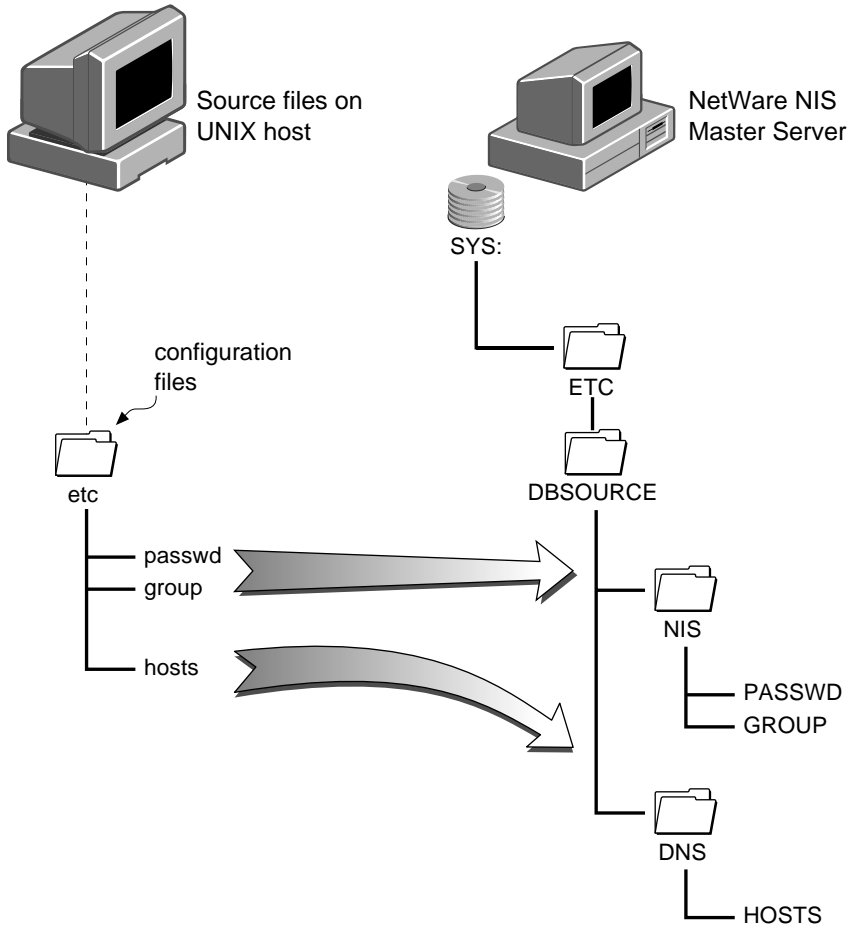 Source files on
UNIX host
NetWare NIS
Master Server
SYS:
configuration
files
ETC
etc
DBSOURCE
passwd
group
hosts
NIS
PASSWD
GROUP
DNS
HOSTS